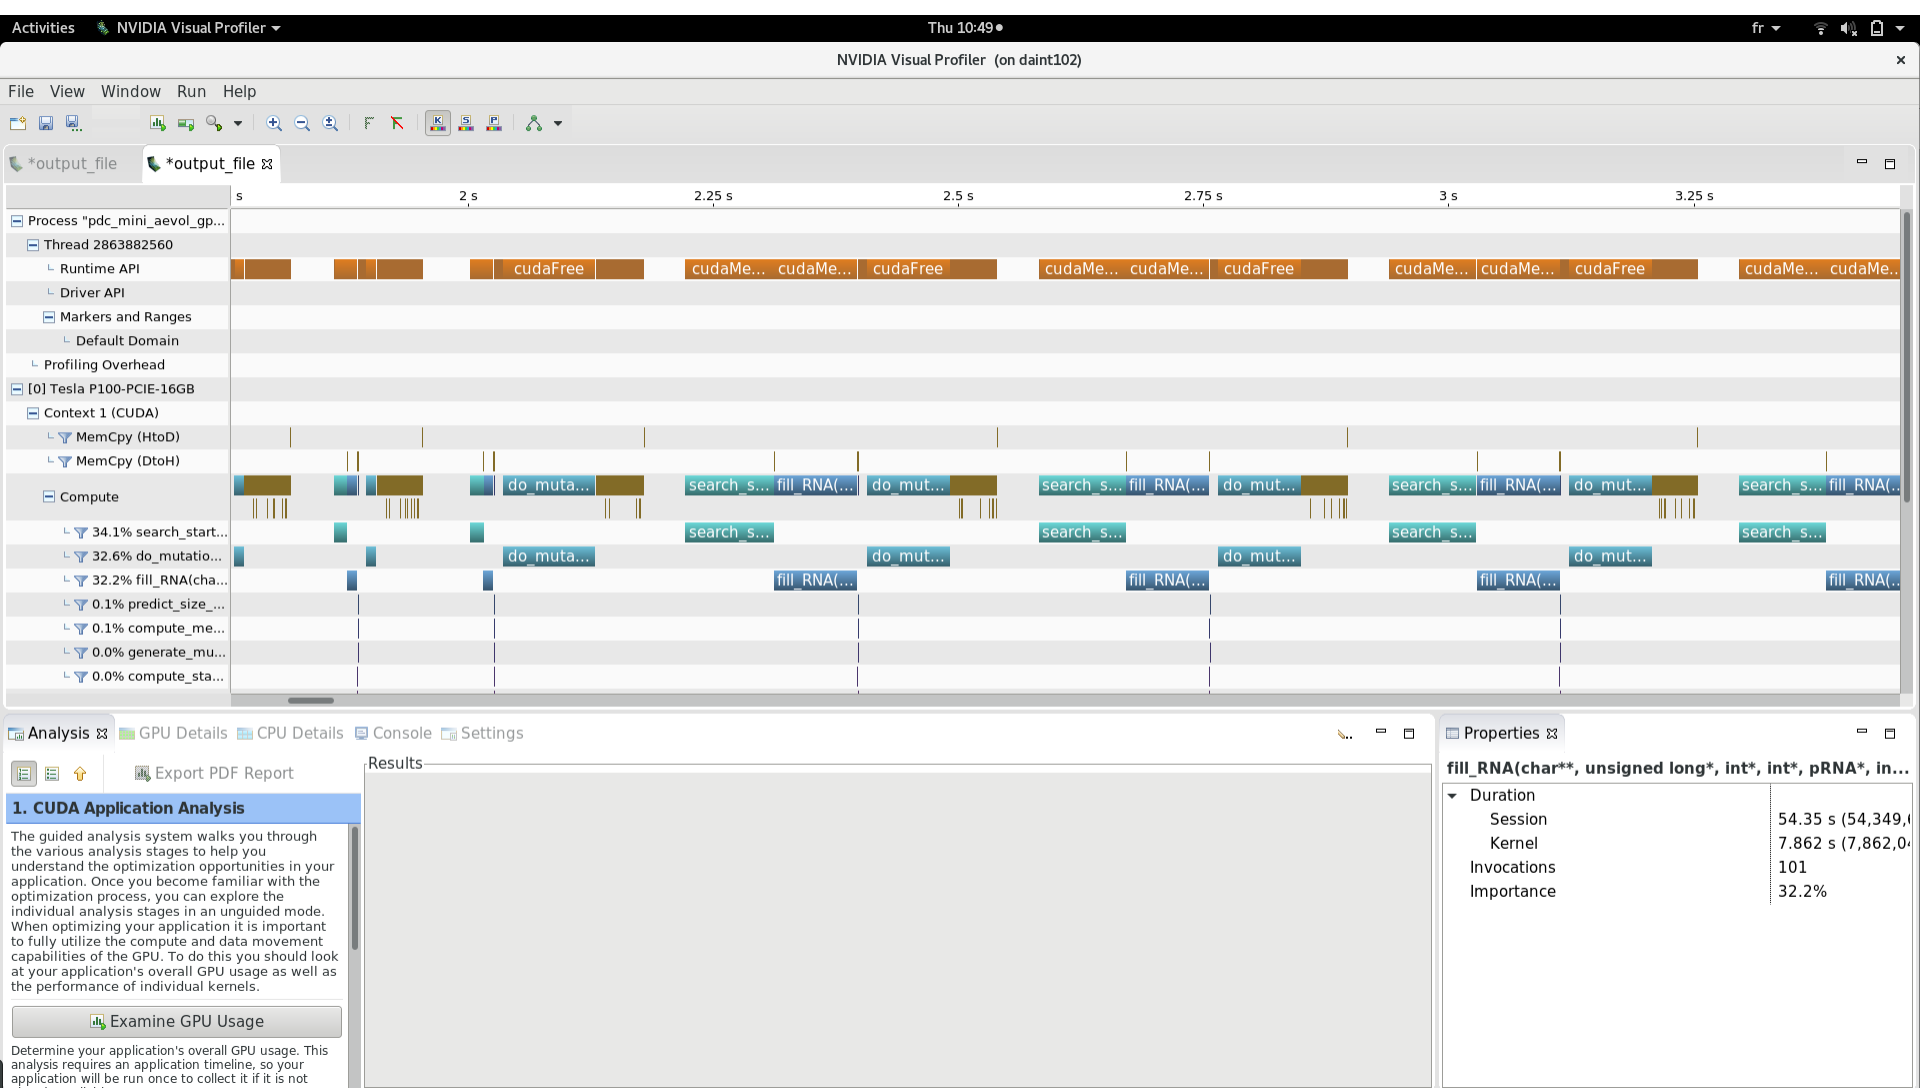 Activities NVIDIA Visual Profiler Thu 10:49 fr
NVIDIA Visual Profiler (on daint102)
File View Window Run Help
*output_file *output_file
s 2 s 2.25 s 2.5 s 2.75 s 3 s 3.25 s
Process "pdc_mini_aevol_gp...
Thread 2863882560
Runtime API cudaFree cudaMe... cudaMe... cudaFree cudaMe... cudaMe... cudaFree cudaMe... cudaMe... cudaFree cudaMe... cudaMe..
Driver API
Markers and Ranges
Default Domain
Profiling Overhead
[0] Tesla P100-PCIE-16GB
Context 1 (CUDA)
MemCpy (HtoD)
MemCpy (DtoH)
Compute do_muta... search_s... fill_RNA(... do_mut... search_s... fill_RNA(... do_mut... search_s... fill_RNA(... do_mut... search_s... fill_RNA(..
34.1% search_start... search_s... search_s... search_s... search_s...
32.6% do_mutatio... do_muta... do_mut... do_mut... do_mut...
32.2% fill_RNA(cha... fill_RNA(... fill_RNA(... fill_RNA(... fill_RNA(..
0.1% predict_size_...
0.1% compute_me...
0.0% generate_mu...
0.0% compute_sta...
Analysis GPU Details CPU Details Console Settings
Export PDF Report
1. CUDA Application Analysis
The guided analysis system walks you through
the various analysis stages to help you
understand the optimization opportunities in your
application. Once you become familiar with the
optimization process, you can explore the
individual analysis stages in an unguided mode.
When optimizing your application it is important
to fully utilize the compute and data movement
capabilities of the GPU. To do this you should look
at your application's overall GPU usage as well as
the performance of individual kernels.
Examine GPU Usage
Determine your application's overall GPU usage. This
analysis requires an application timeline, so your
application will be run once to collect it if it is not
Results
Properties
fill_RNA(char**, unsigned long*, int*, int*, pRNA*, in...
Duration
Session 54.35 s (54,349,
Kernel 7.862 s (7,862,0
Invocations 101
Importance 32.2%